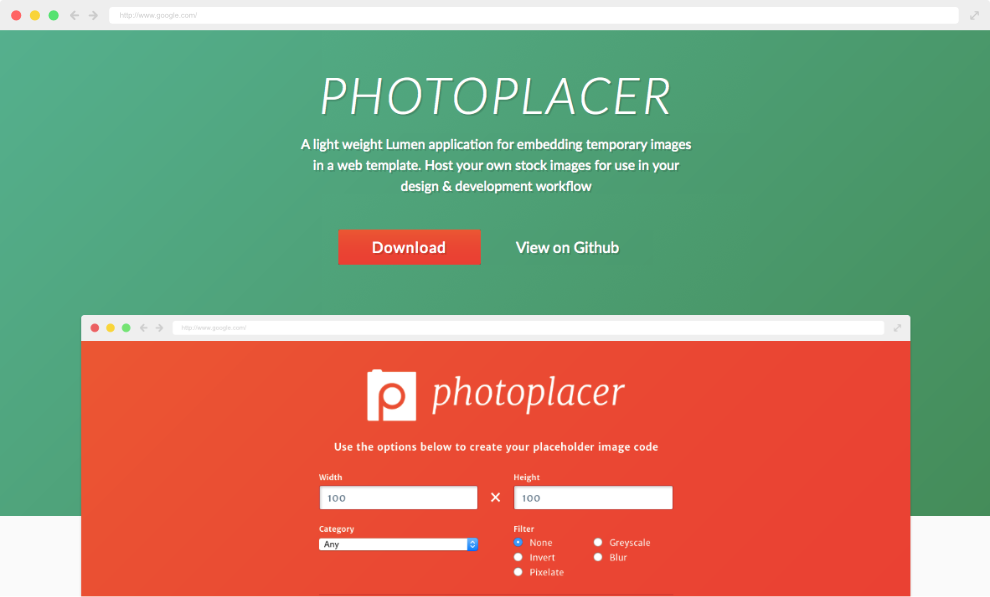 http://www.google.com/
PHOTOPLACER
A light weight Lumen application for embedding temporary images
in a web template. Host your own stock images for use in your
design & development workflow
Download View on Github
http://www.google.com/
photoplacer
Use the options below to create your placeholder image code
Width Height
100 × 100
Category Filter
Any None Greyscale
Invert Blur
Pixelate